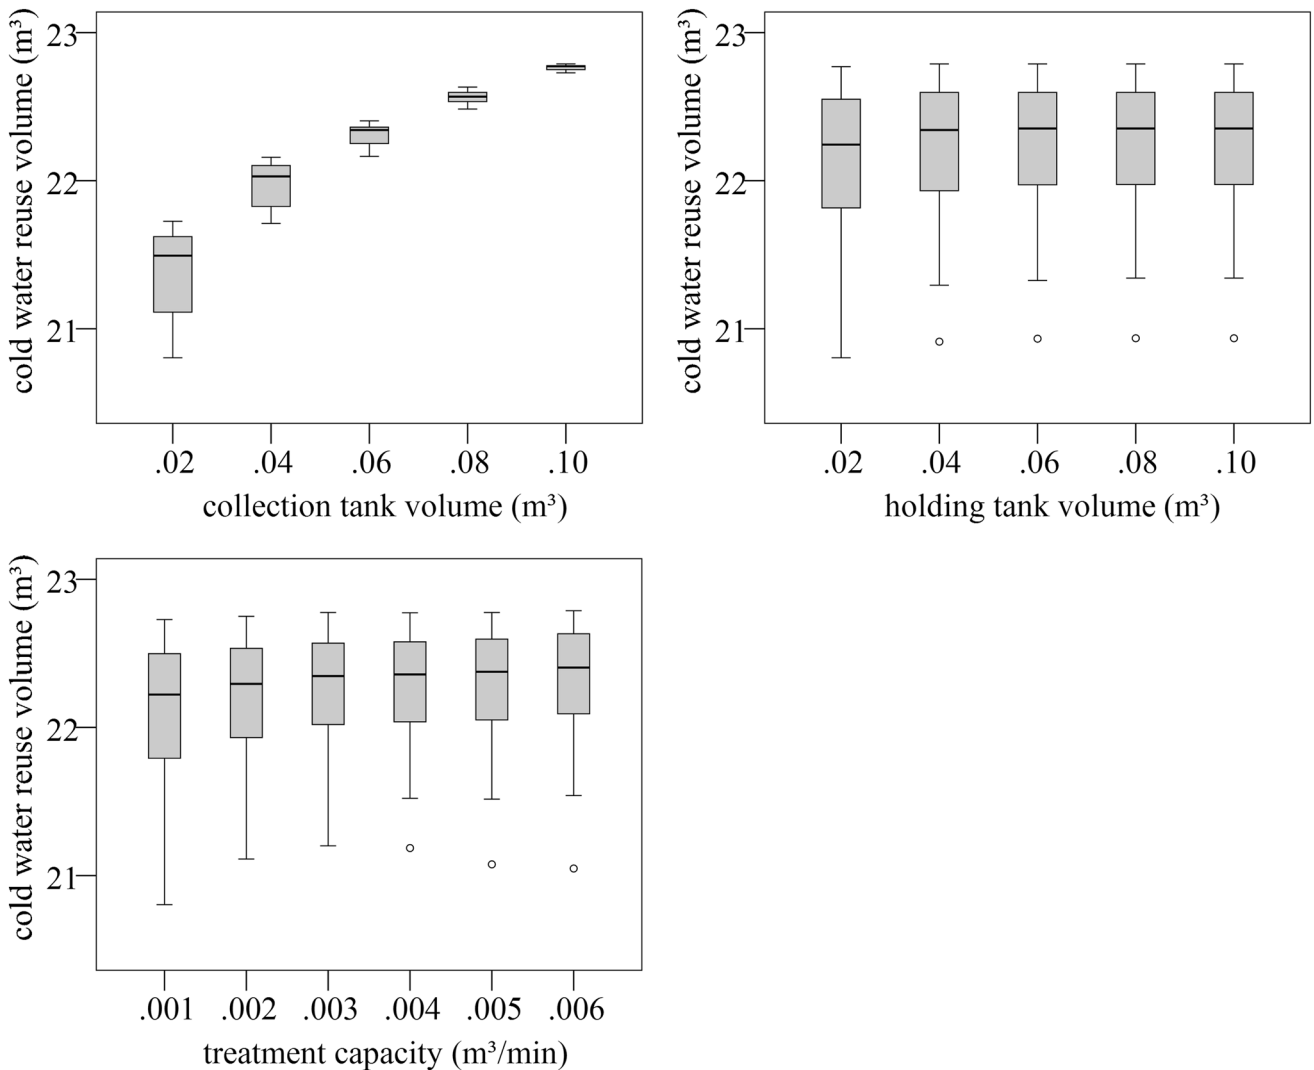 cold water reuse volume (m³)
23
22
21
.02 .04 .06 .08 .10
collection tank volume (m³)
cold water reuse volume (m³)
23
22
21
.02 .04 .06 .08 .10
holding tank volume (m³)
cold water reuse volume (m³)
23
22
21
.001 .002 .003 .004 .005 .006
treatment capacity (m³/min)